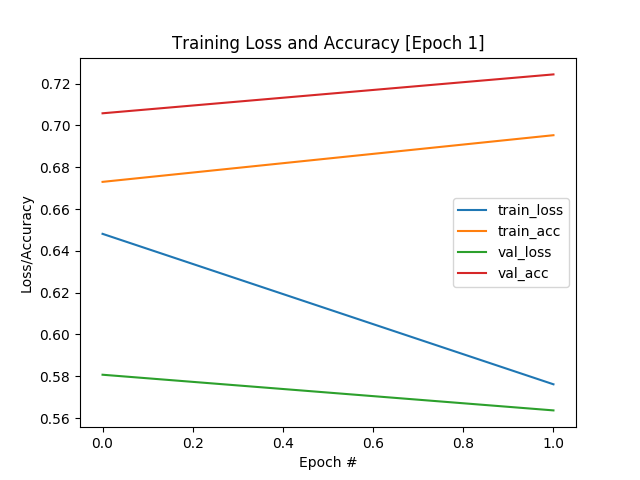 Training Loss and Accuracy [Epoch 1]
0.72
0.70
0.68
0.66
0.64
0.62
0.60
0.58
0.56
Loss/Accuracy
train_loss
train_acc
val_loss
val_acc
0.0 0.2 0.4 0.6 0.8 1.0
Epoch #